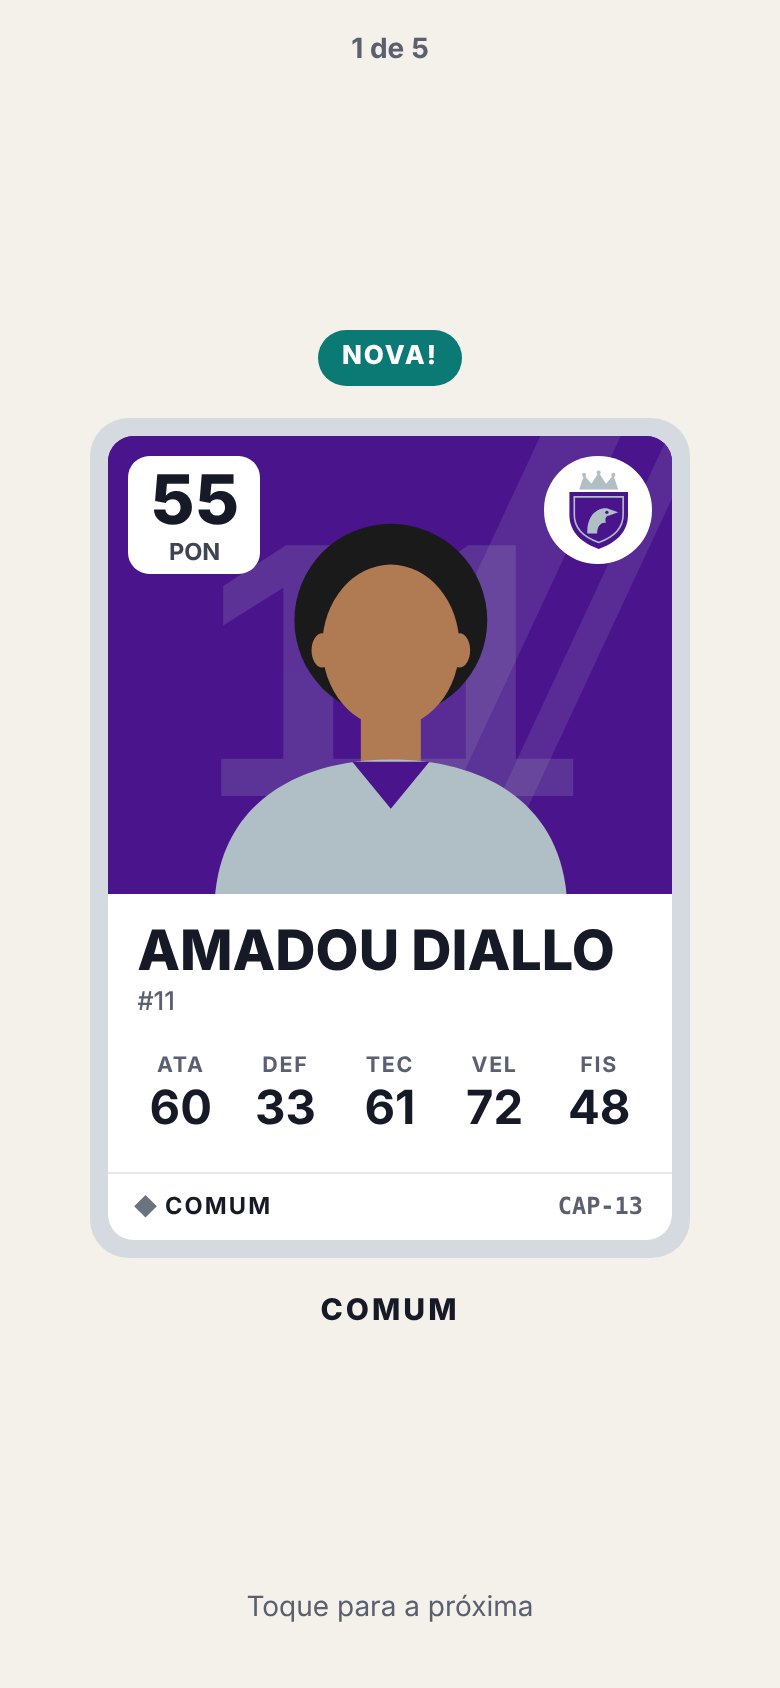 1 de 5
NOVA!
55
PON
11
AMADOU DIALLO
#11
ATA DEF TEC VEL FIS
60 33 61 72 48
COMUM CAP-13
COMUM
Toque para a próxima